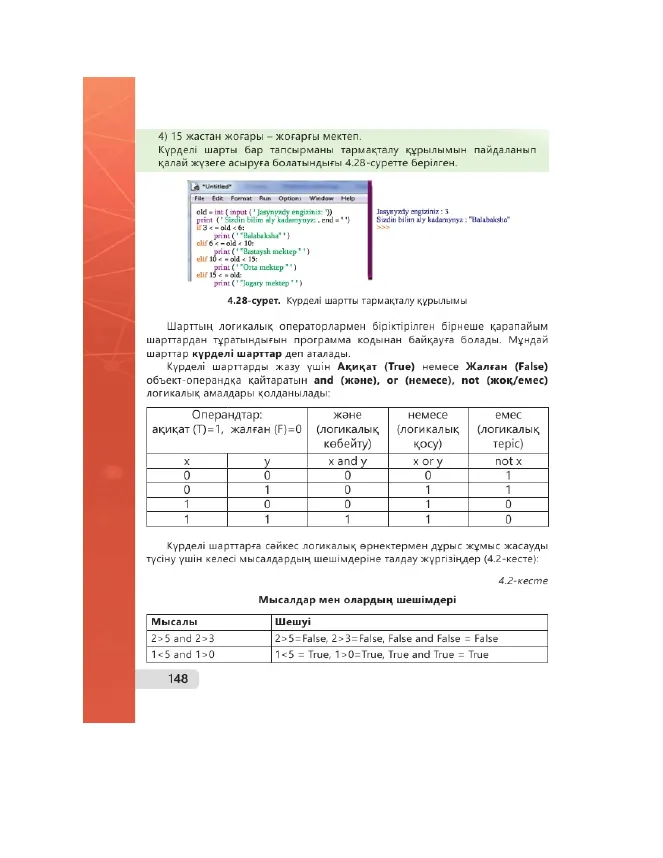 4) 15 жастан жоғары – жоғарғы мектеп.
Күрделі шарты бар тапсырманы тармақталу құрылымын пайдаланып
қалай жүзеге асыруға болатындығы 4.28-суретте берілген.
*Untitled*
File Edit Format Run Options Window Help
old = int ( input ( ' Jasynyzdy engiziniz: '))
print ( ' Sizdin bilim aly kadamynyz: , end = " ')
if 3 < = old < 6:
print ( ' "Balabaksha" ' )
elif 6 < = old < 10:
print ( ' "Bastaysh mektep " ' )
elif 10 < = old < 15:
print ( ' "Orta mektep " ' )
elif 15 < = old:
print ( ' "Jogary mektep " ' )
Jasynyzdy engiziniz : 3
Sizdin bilim aly kadamynyz : "Balabaksha"
>>>
4.28-сурет. Күрделі шартты тармақталу құрылымы
Шарттың логикалық операторлармен біріктірілген бірнеше қарапайым
шарттардан тұратындығын программа кодынан байқауға болады. Мұндай
шарттар күрделі шарттар деп аталады.
Күрделі шарттарды жазу үшін Ақиқат (True) немесе Жалған (False)
объект-операндқа қайтаратын and (және), or (немесе), not (жоқ/емес)
логикалық амалдары қолданылады:
Операндтар: және немесе емес
ақиқат (T)=1, жалған (F)=0 (логикалық (логикалық (логикалық
көбейту) қосу) теріс)
x y x and y x or y not x
0 0 0 0 1
0 1 0 1 1
1 0 0 1 0
1 1 1 1 0
Күрделі шарттарға сәйкес логикалық өрнектермен дұрыс жұмыс жасауды
түсіну үшін келесі мысалдардың шешімдеріне талдау жүргізіңдер (4.2-кесте):
4.2-кесте
Мысалдар мен олардың шешімдері
Мысалы Шешуі
2>5 and 2>3 2>5=False, 2>3=False, False and False = False
1<5 and 1>0 1<5 = True, 1>0=True, True and True = True
148